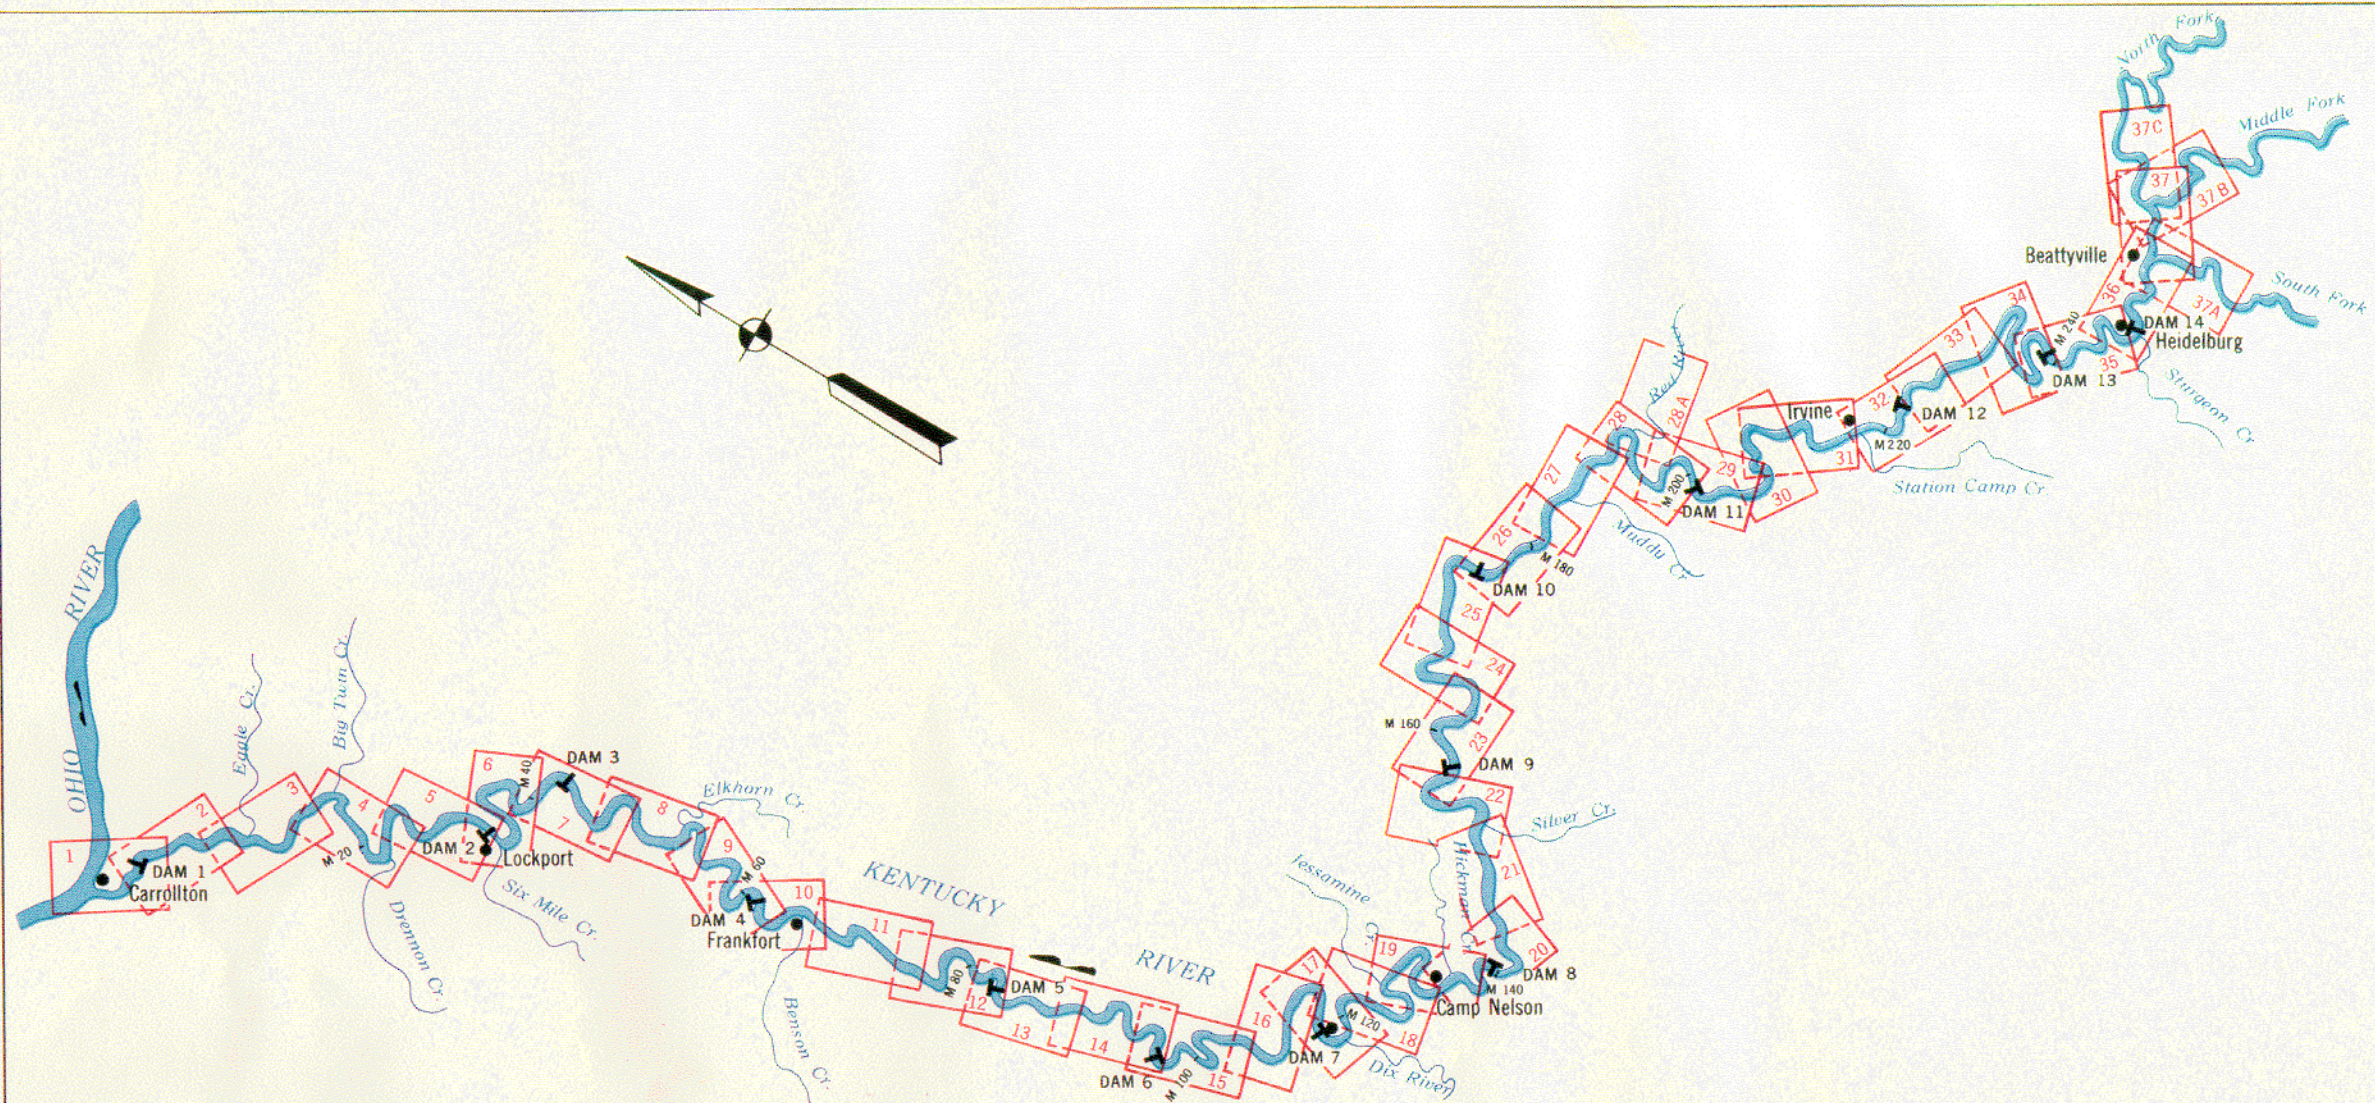 North Fork
Middle Fork
37C
37
37B
Beattyville
South Fork
36
37A
34
M 240
DAM 14
Heidelburg
33
35
DAM 13
Sturgeon Cr
Red River
28
28A
Irvine
32
DAM 12
M 220
31
29
30
Station Camp Cr
27
M 200
DAM 11
26
Muddy Cr
M 180
DAM 10
25
24
M 160
23
DAM 9
22
Silver Cr.
OHIO RIVER
Eagle Cr.
Big Twin Cr.
1
2
3
4
5
6
M 40
DAM 3
7
8
Elkhorn Cr.
M 20
DAM 2
Lockport
DAM 1
Carrollton
Drennon Cr.
Six Mile Cr.
9
M 60
10
DAM 4
Frankfort
KENTUCKY RIVER
11
M 80
12
DAM 5
13
14
Benson Cr.
DAM 6
M 100
15
16
17
DAM 7
M 120
18
Dix River
Jessamine Cr.
19
Hickman Cr.
21
20
DAM 8
M 140
Camp Nelson